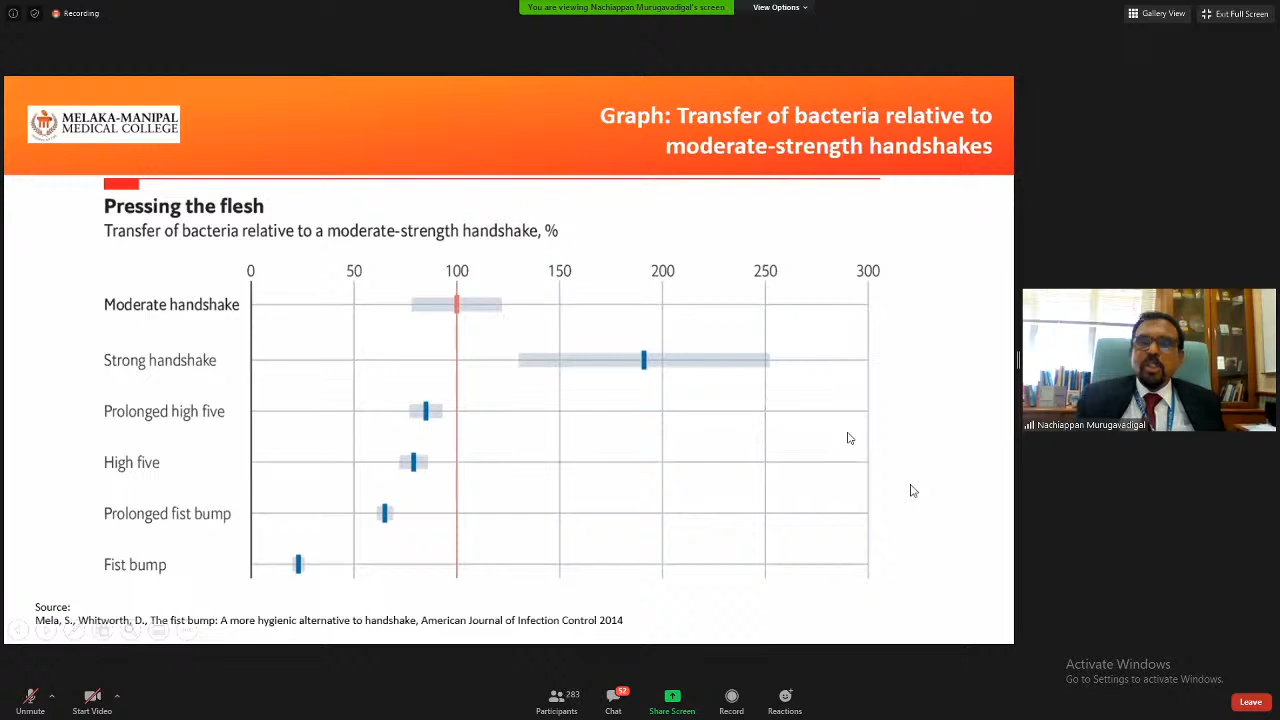 Recording
You are viewing Nachiappan Murugavadigal's screen
View Options
Gallery View
Exit Full Screen
MELAKA-MANIPAL
MEDICAL COLLEGE
Graph: Transfer of bacteria relative to
moderate-strength handshakes
Pressing the flesh
Transfer of bacteria relative to a moderate-strength handshake, %
0 50 100 150 200 250 300
Moderate handshake
Strong handshake
Prolonged high five
High five
Prolonged fist bump
Fist bump
Source:
Mela, S., Whitworth, D., The fist bump: A more hygienic alternative to handshake, American Journal of Infection Control 2014
Nachiappan Murugavadigal
Activate Windows
Go to Settings to activate Windows.
283
52
Unmute
Start Video
Participants
Chat
Share Screen
Record
Reactions
Leave